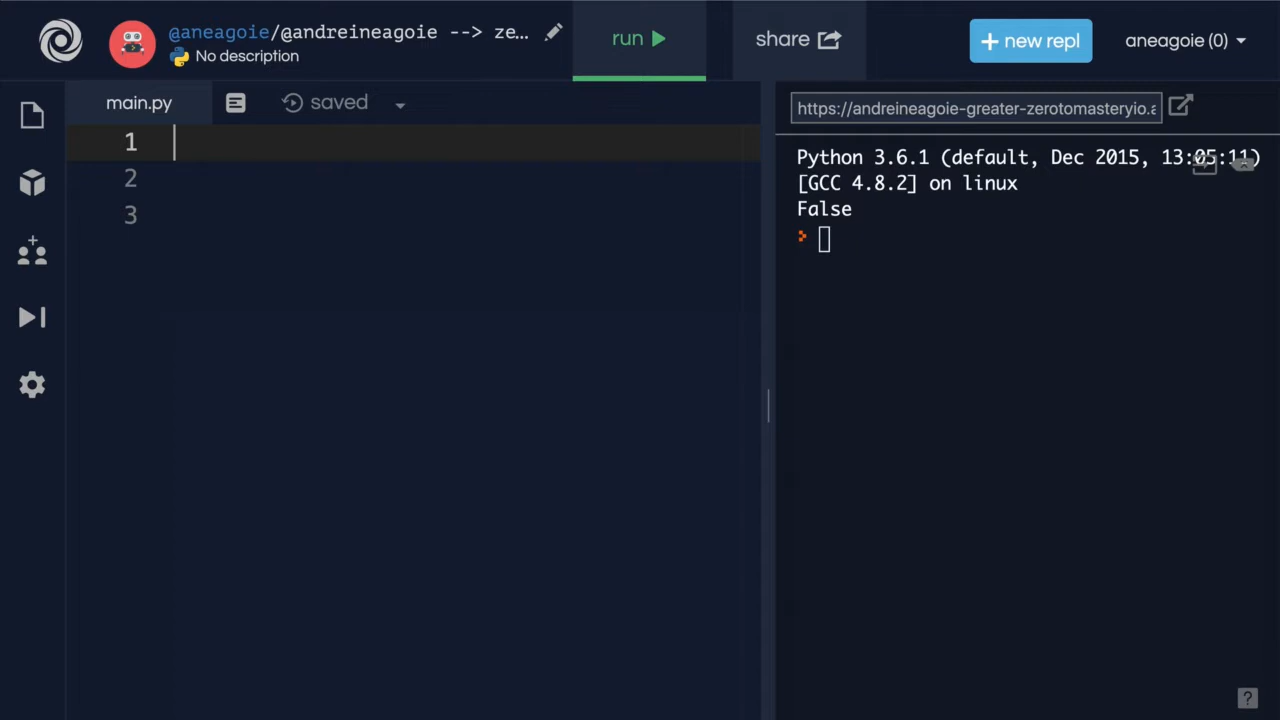 @aneagoie/@andreineagoie --> ze...
No description
run
share
+ new repl
aneagoie (0)
main.py
saved
https://andreineagoie-greater-zerotomasteryio.
1
2
3
Python 3.6.1 (default, Dec 2015, 13:05:11)
[GCC 4.8.2] on linux
False
?